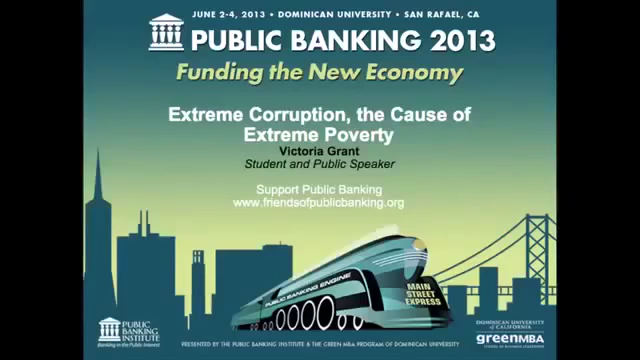 JUNE 2-4, 2013 • DOMINICAN UNIVERSITY • SAN RAFAEL, CA
PUBLIC BANKING 2013
Funding the New Economy
Extreme Corruption, the Cause of
Extreme Poverty
Victoria Grant
Student and Public Speaker
Support Public Banking
www.friendsofpublicbanking.org
PUBLIC BANKING ENGINE
MAIN
STREET
EXPRESS
PUBLIC
BANKING
INSTITUTE
Banking in the Public Interest
PRESENTED BY THE PUBLIC BANKING INSTITUTE & THE GREEN MBA PROGRAM OF DOMINICAN UNIVERSITY
DOMINICAN UNIVERSITY
of CALIFORNIA
greenMBA